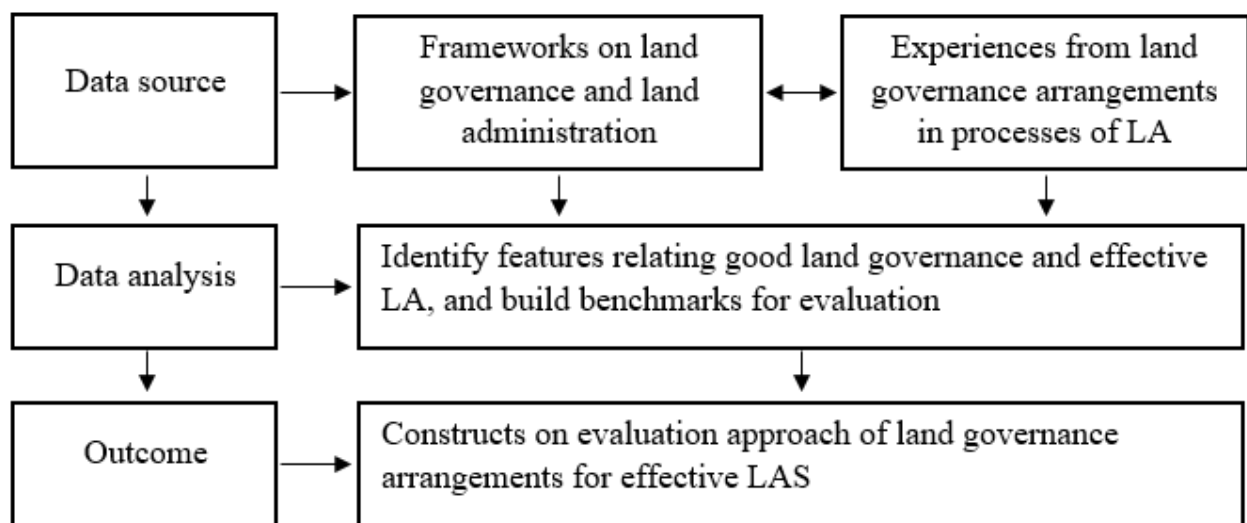 Data source
Frameworks on land
governance and land
administration
Experiences from land
governance arrangements
in processes of LA
Data analysis
Identify features relating good land governance and effective
LA, and build benchmarks for evaluation
Outcome
Constructs on evaluation approach of land governance
arrangements for effective LAS